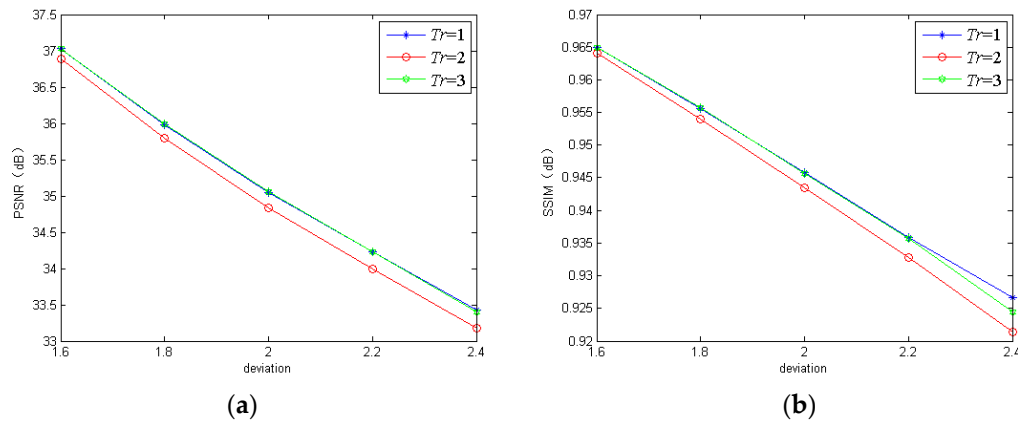 37.5
37
36.5
36
35.5
35
34.5
34
33.5
33
PSNR（dB）
1.6 1.8 2 2.2 2.4
deviation
Tr=1
Tr=2
Tr=3
(a)
0.97
0.965
0.96
0.955
0.95
0.945
0.94
0.935
0.93
0.925
0.92
SSIM（dB）
1.6 1.8 2 2.2 2.4
deviation
Tr=1
Tr=2
Tr=3
(b)